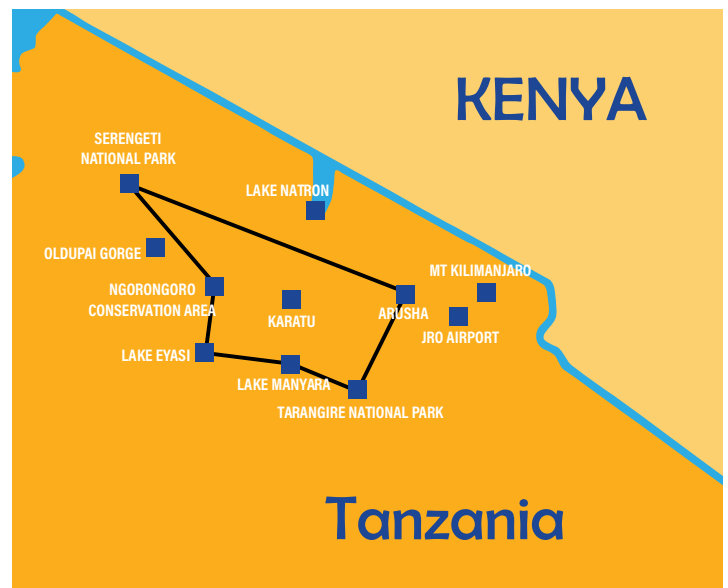 KENYA
SERENGETI
NATIONAL PARK
LAKE NATRON
OLDUPAI GORGE
MT KILIMANJARO
NGORONGORO
CONSERVATION AREA
KARATU
ARUSHA
JRO AIRPORT
LAKE EYASI
LAKE MANYARA
TARANGIRE NATIONAL PARK
Tanzania